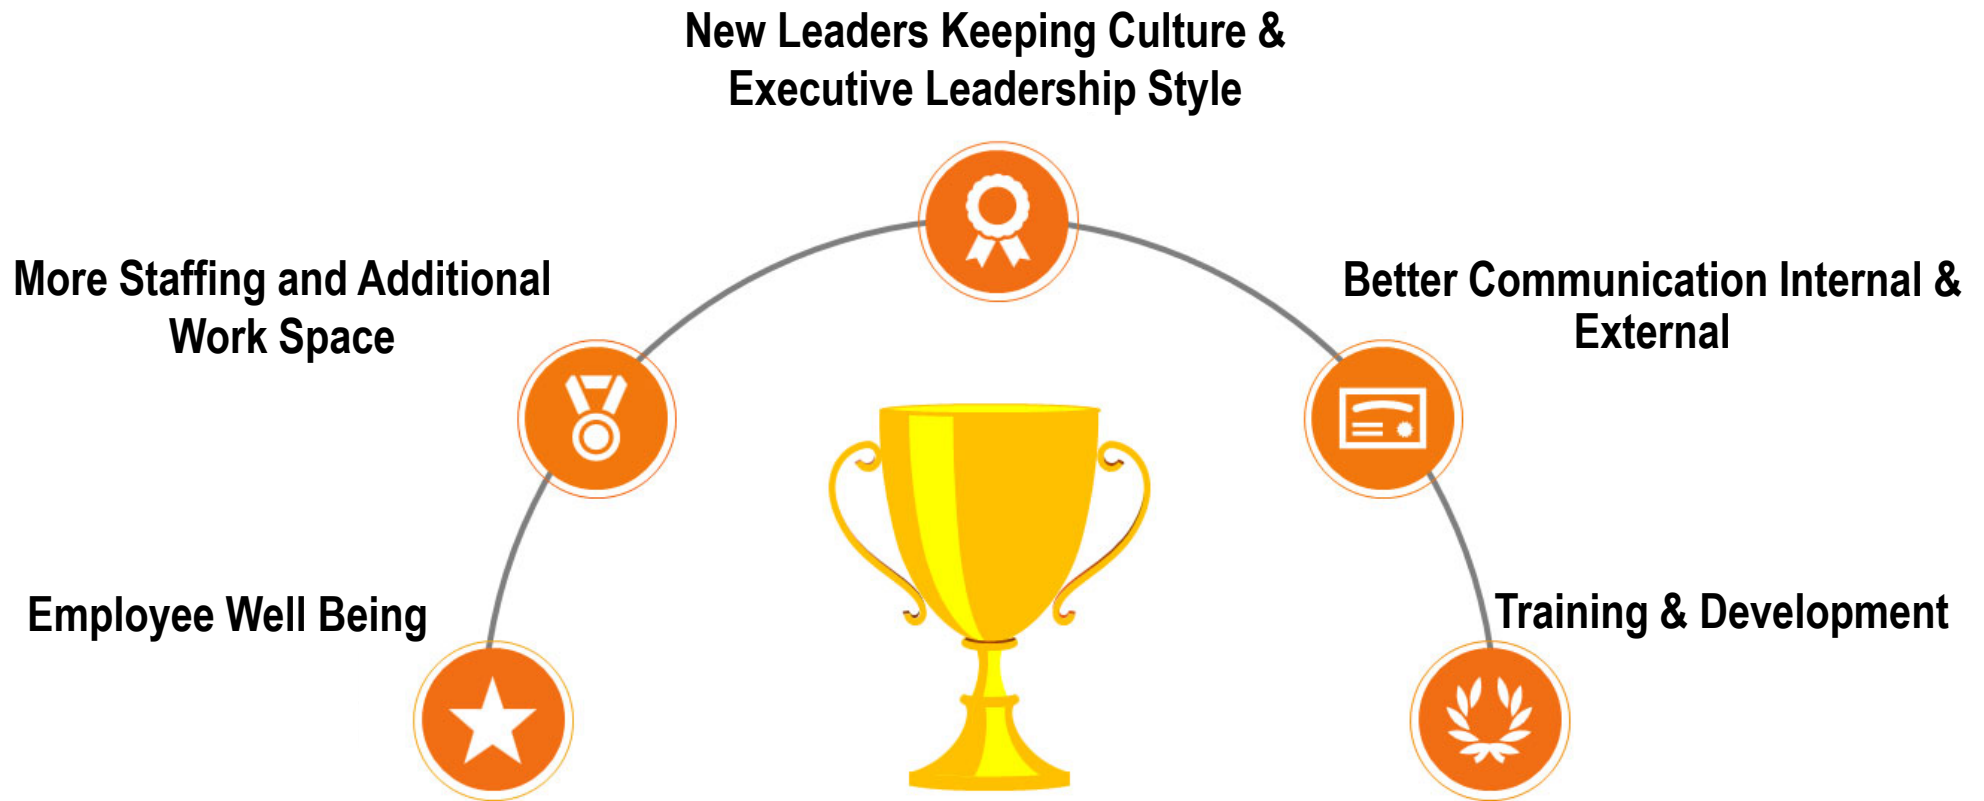 New Leaders Keeping Culture &
Executive Leadership Style
More Staffing and Additional
Work Space
Better Communication Internal &
External
Employee Well Being
Training & Development